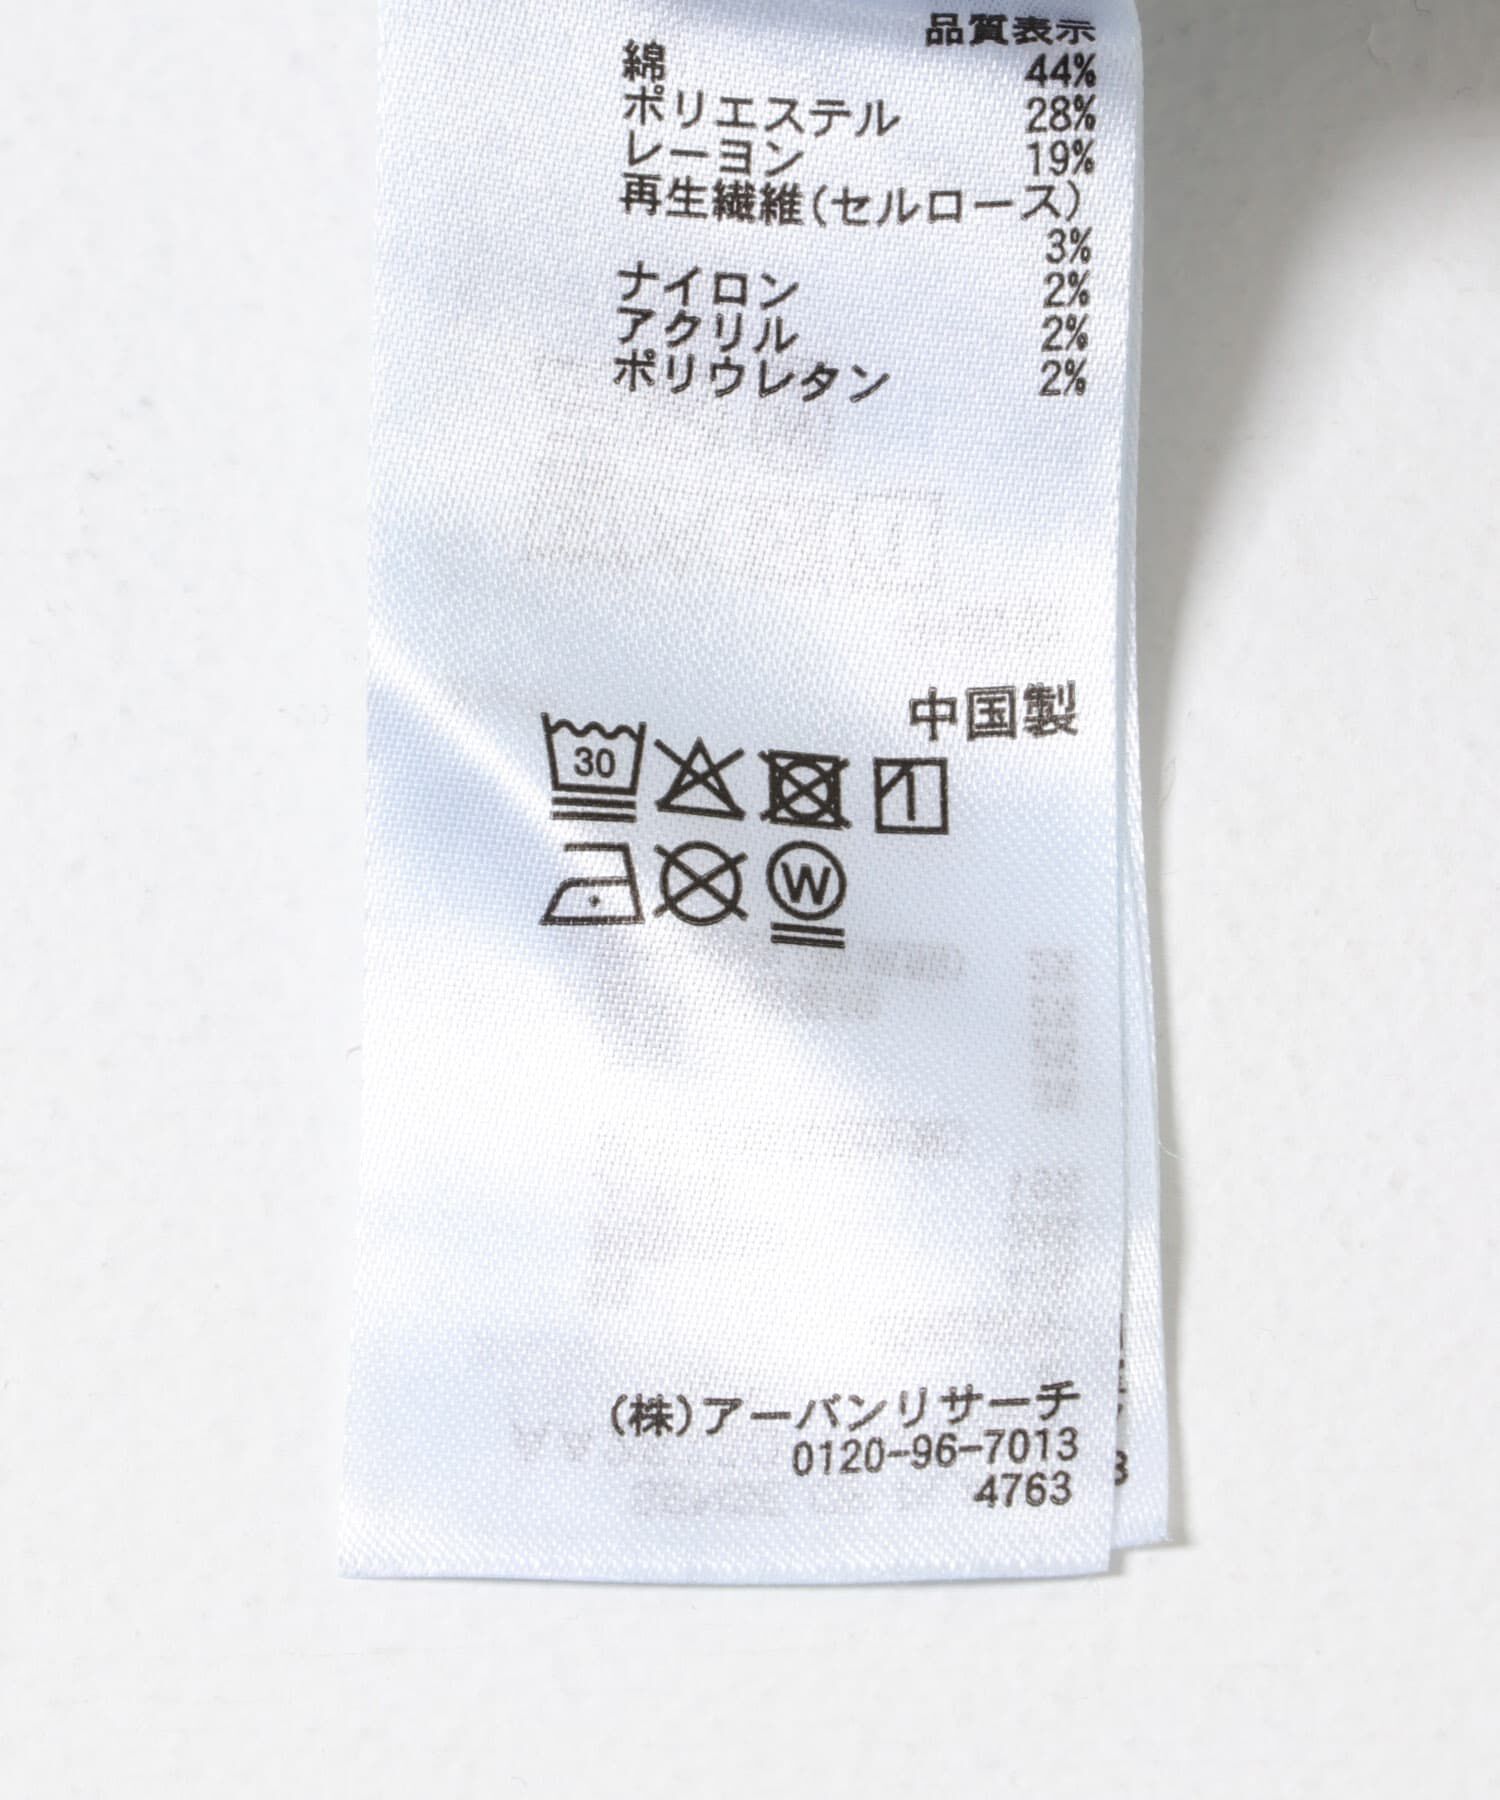 品質表示
綿 44%
ポリエステル 28%
レーヨン 19%
再生繊維(セルロース)
3%
ナイロン 2%
アクリル 2%
ポリウレタン 2%
中国製
30
W
(株)アーバンリサーチ
0120-96-7013
4763